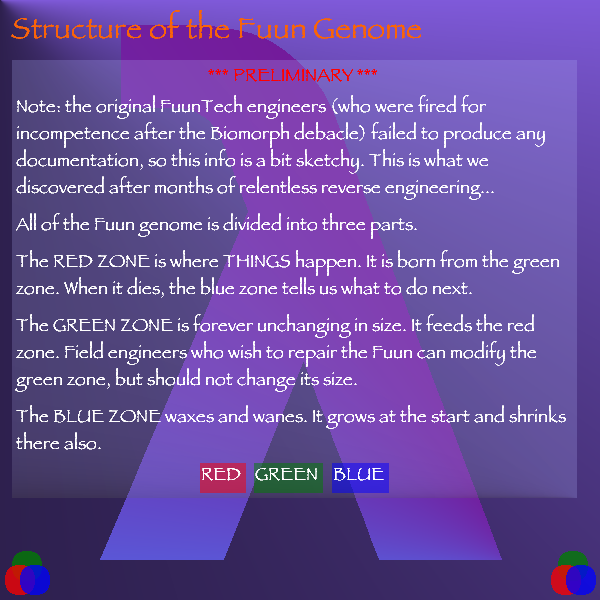 Structure of the Fuun Genome
*** PRELIMINARY ***
Note: the original FuunTech engineers (who were fired for
incompetence after the Biomorph debacle) failed to produce any
documentation, so this info is a bit sketchy. This is what we
discovered after months of relentless reverse engineering...
All of the Fuun genome is divided into three parts.
The RED ZONE is where THINGS happen. It is born from the green
zone. When it dies, the blue zone tells us what to do next.
The GREEN ZONE is forever unchanging in size. It feeds the red
zone. Field engineers who wish to repair the Fuun can modify the
green zone, but should not change its size.
The BLUE ZONE waxes and wanes. It grows at the start and shrinks
there also.
RED GREEN BLUE